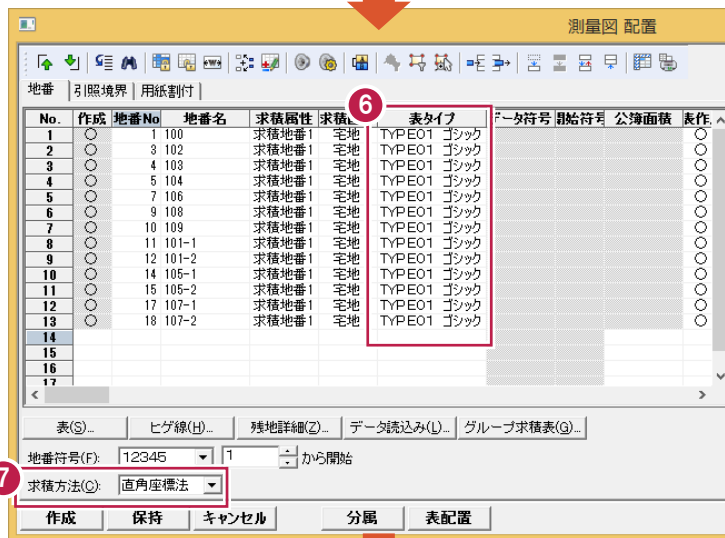 測量図 配置
地番 引照境界 用紙割付
6
No. 作成 地番No 地番名 求積属性 表タイプ データ符号 開始符号 公簿面積
1 ○ 1 100 求積地番1 宅地 TYPE01 ゴシック ○
2 ○ 3 102 求積地番1 宅地 TYPE01 ゴシック ○
3 ○ 4 103 求積地番1 宅地 TYPE01 ゴシック ○
4 ○ 5 104 求積地番1 宅地 TYPE01 ゴシック ○
5 ○ 7 106 求積地番1 宅地 TYPE01 ゴシック ○
6 ○ 9 108 求積地番1 宅地 TYPE01 ゴシック ○
7 ○ 10 109 求積地番1 宅地 TYPE01 ゴシック ○
8 ○ 11 101-1 求積地番1 宅地 TYPE01 ゴシック ○
9 ○ 12 101-2 求積地番1 宅地 TYPE01 ゴシック ○
10 ○ 14 105-1 求積地番1 宅地 TYPE01 ゴシック ○
11 ○ 15 105-2 求積地番1 宅地 TYPE01 ゴシック ○
12 ○ 17 107-1 求積地番1 宅地 TYPE01 ゴシック ○
13 ○ 18 107-2 求積地番1 宅地 TYPE01 ゴシック ○
14
15
16
17
表(S)... ヒゲ線(H)... 残地詳細(Z)... データ読込み(L)... グループ求積表(G)...
地番符号(F): 12345 1 から開始
7
求積方法(C): 直角座標法
作成 保持 キャンセル 分属 表配置